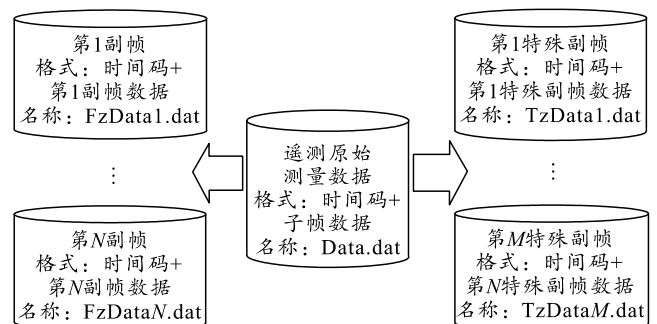 第1副帧
格式：时间码+
第1副帧数据
名称：FzData1.dat
⋮
第N副帧
格式：时间码+
第N副帧数据
名称：FzDataN.dat
遥测原始
测量数据
格式：时间码+
子帧数据
名称：Data.dat
第1特殊副帧
格式：时间码+
第1特殊副帧数据
名称：TzData1.dat
⋮
第M特殊副帧
格式：时间码+
第N特殊副帧数据
名称：TzDataM.dat